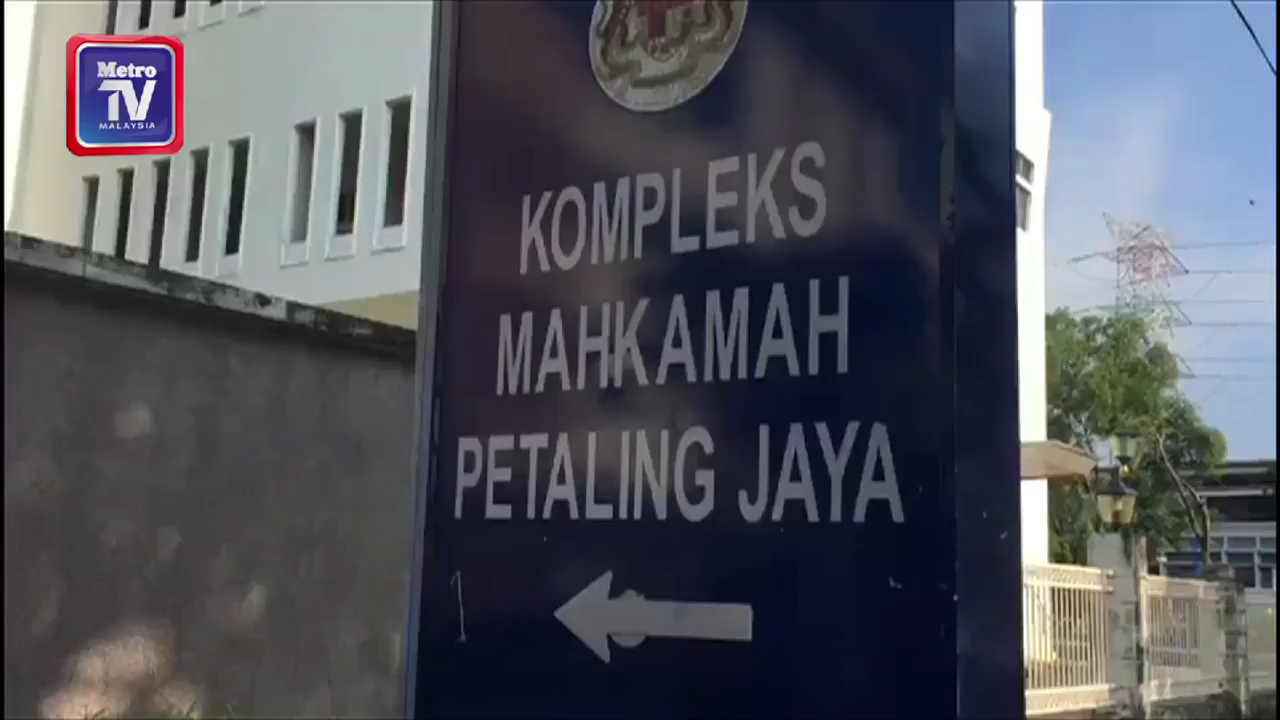 Metro
TV
MALAYSIA
KOMPLEKS
MAHKAMAH
PETALING JAYA